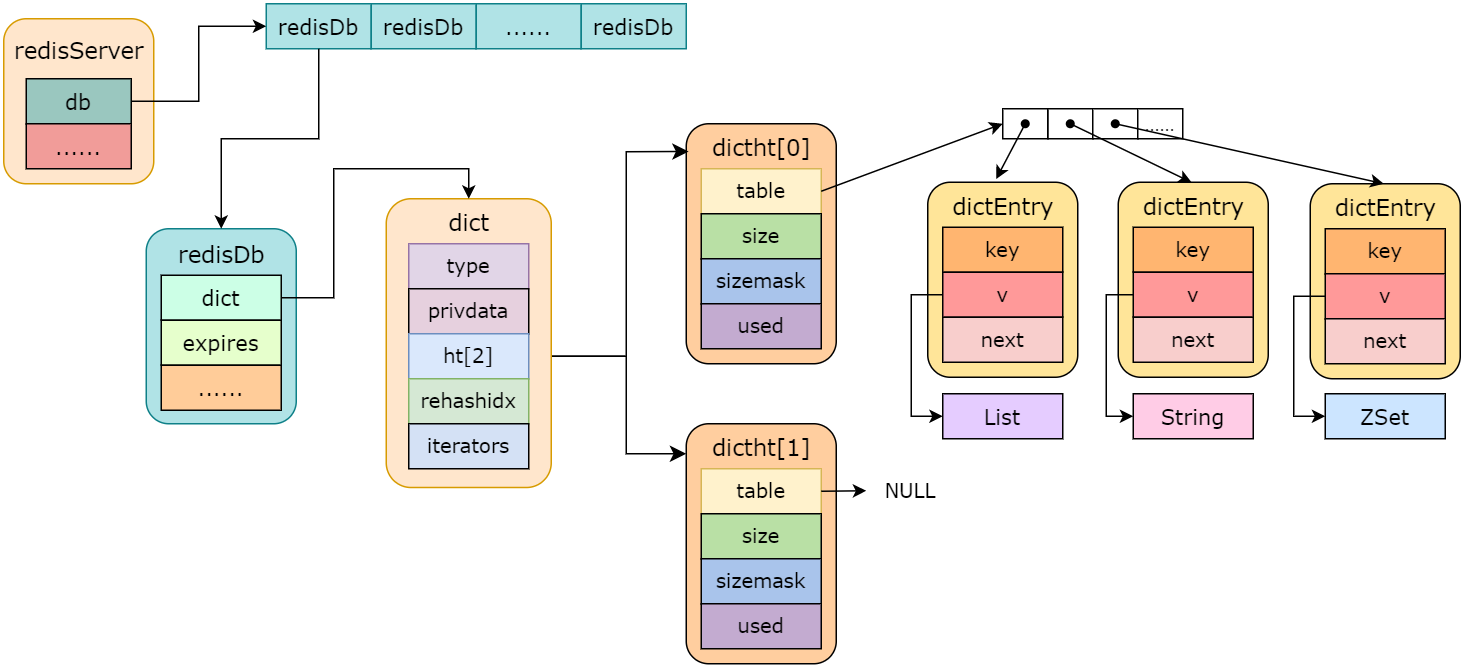 redisServer
db
......
redisDb
redisDb
......
redisDb
redisDb
dict
expires
......
dict
type
privdata
ht[2]
rehashidx
iterators
dictht[0]
table
size
sizemask
used
dictht[1]
table
size
sizemask
used
NULL
......
dictEntry
key
v
next
List
dictEntry
key
v
next
String
dictEntry
key
v
next
ZSet